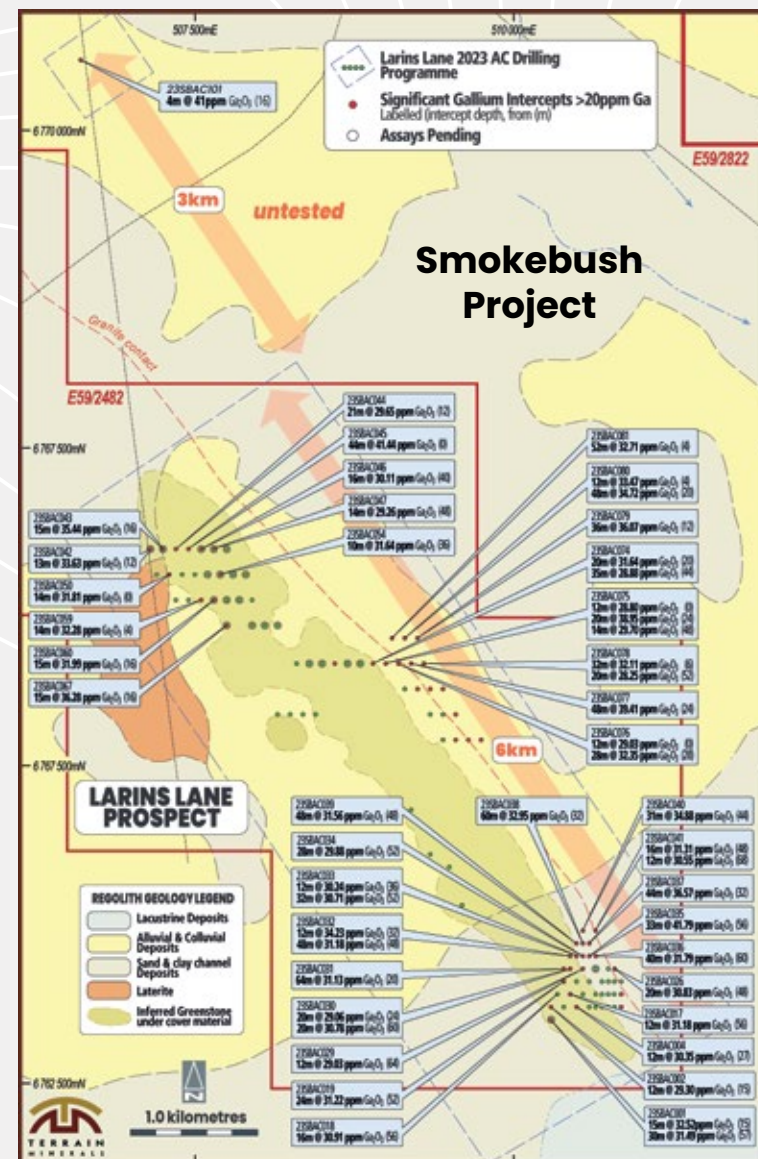 507 500mE
510 000mE
Larins Lane 2023 AC Drilling
Programme
Significant Gallium Intercepts >20ppm Ga
Labelled (intercept depth, from (m)
Assays Pending
23SBAC101
4m @ 41ppm Ga₂O₃ (16)
6 770 000mN
E59/2822
3km
untested
Smokebush
Project
Granite contact
E59/2482
6 767 500mN
23SBAC044
21m @ 29.65 ppm Ga₂O₃ (12)
23SBAC045
44m @ 41.44 ppm Ga₂O₃ (0)
23SBAC046
16m @ 30.11 ppm Ga₂O₃ (40)
23SBAC047
14m @ 29.26 ppm Ga₂O₃ (48)
23SBAC054
10m @ 31.64 ppm Ga₂O₃ (36)
23SBAC043
15m @ 35.44 ppm Ga₂O₃ (16)
23SBAC042
13m @ 33.63 ppm Ga₂O₃ (12)
23SBAC050
14m @ 31.81 ppm Ga₂O₃ (0)
23SBAC059
14m @ 32.28 ppm Ga₂O₃ (4)
23SBAC060
15m @ 31.99 ppm Ga₂O₃ (16)
23SBAC067
15m @ 36.28 ppm Ga₂O₃ (16)
23SBAC081
52m @ 32.71 ppm Ga₂O₃ (4)
23SBAC080
12m @ 33.47 ppm Ga₂O₃ (4)
48m @ 34.72 ppm Ga₂O₃ (20)
23SBAC079
36m @ 36.07 ppm Ga₂O₃ (12)
23SBAC074
20m @ 31.64 ppm Ga₂O₃ (20)
35m @ 28.88 ppm Ga₂O₃ (44)
23SBAC075
12m @ 28.80 ppm Ga₂O₃ (0)
20m @ 38.95 ppm Ga₂O₃ (24)
14m @ 29.70 ppm Ga₂O₃ (48)
23SBAC078
32m @ 32.11 ppm Ga₂O₃ (6)
20m @ 28.25 ppm Ga₂O₃ (52)
23SBAC077
48m @ 39.41 ppm Ga₂O₃ (24)
23SBAC076
12m @ 29.03 ppm Ga₂O₃ (0)
28m @ 32.35 ppm Ga₂O₃ (20)
6 767 500mN
6km
LARINS LANE
PROSPECT
23SBAC039
48m @ 31.56 ppm Ga₂O₃ (48)
23SBAC034
28m @ 29.88 ppm Ga₂O₃ (52)
23SBAC033
12m @ 30.24 ppm Ga₂O₃ (36)
32m @ 30.71 ppm Ga₂O₃ (52)
23SBAC032
12m @ 34.23 ppm Ga₂O₃ (32)
48m @ 31.18 ppm Ga₂O₃ (48)
23SBAC031
64m @ 31.13 ppm Ga₂O₃ (20)
23SBAC030
20m @ 29.06 ppm Ga₂O₃ (24)
20m @ 30.78 ppm Ga₂O₃ (60)
23SBAC029
12m @ 29.03 ppm Ga₂O₃ (64)
23SBAC019
24m @ 31.22 ppm Ga₂O₃ (52)
23SBAC018
16m @ 30.91 ppm Ga₂O₃ (56)
23SBAC038
60m @ 32.95 ppm Ga₂O₃ (32)
23SBAC040
31m @ 34.88 ppm Ga₂O₃ (44)
23SBAC041
16m @ 31.31 ppm Ga₂O₃ (48)
12m @ 30.55 ppm Ga₂O₃ (68)
23SBAC037
44m @ 36.57 ppm Ga₂O₃ (32)
23SBAC035
33m @ 41.79 ppm Ga₂O₃ (56)
23SBAC036
40m @ 31.79 ppm Ga₂O₃ (60)
23SBAC026
20m @ 30.83 ppm Ga₂O₃ (48)
23SBAC017
12m @ 31.18 ppm Ga₂O₃ (56)
23SBAC004
12m @ 30.35 ppm Ga₂O₃ (27)
23SBAC002
12m @ 29.30 ppm Ga₂O₃ (15)
23SBAC001
15m @ 32.52ppm Ga₂O₃ (15)
30m @ 31.49 ppm Ga₂O₃ (57)
REGOLITH GEOLOGY LEGEND
Lacustrine Deposits
Alluvial & Colluvial
Deposits
Sand & clay channel
Deposits
Laterite
Inferred Greenstone
under cover material
6 762 500mN
N
1.0 kilometres
TERRAIN
MINERALS